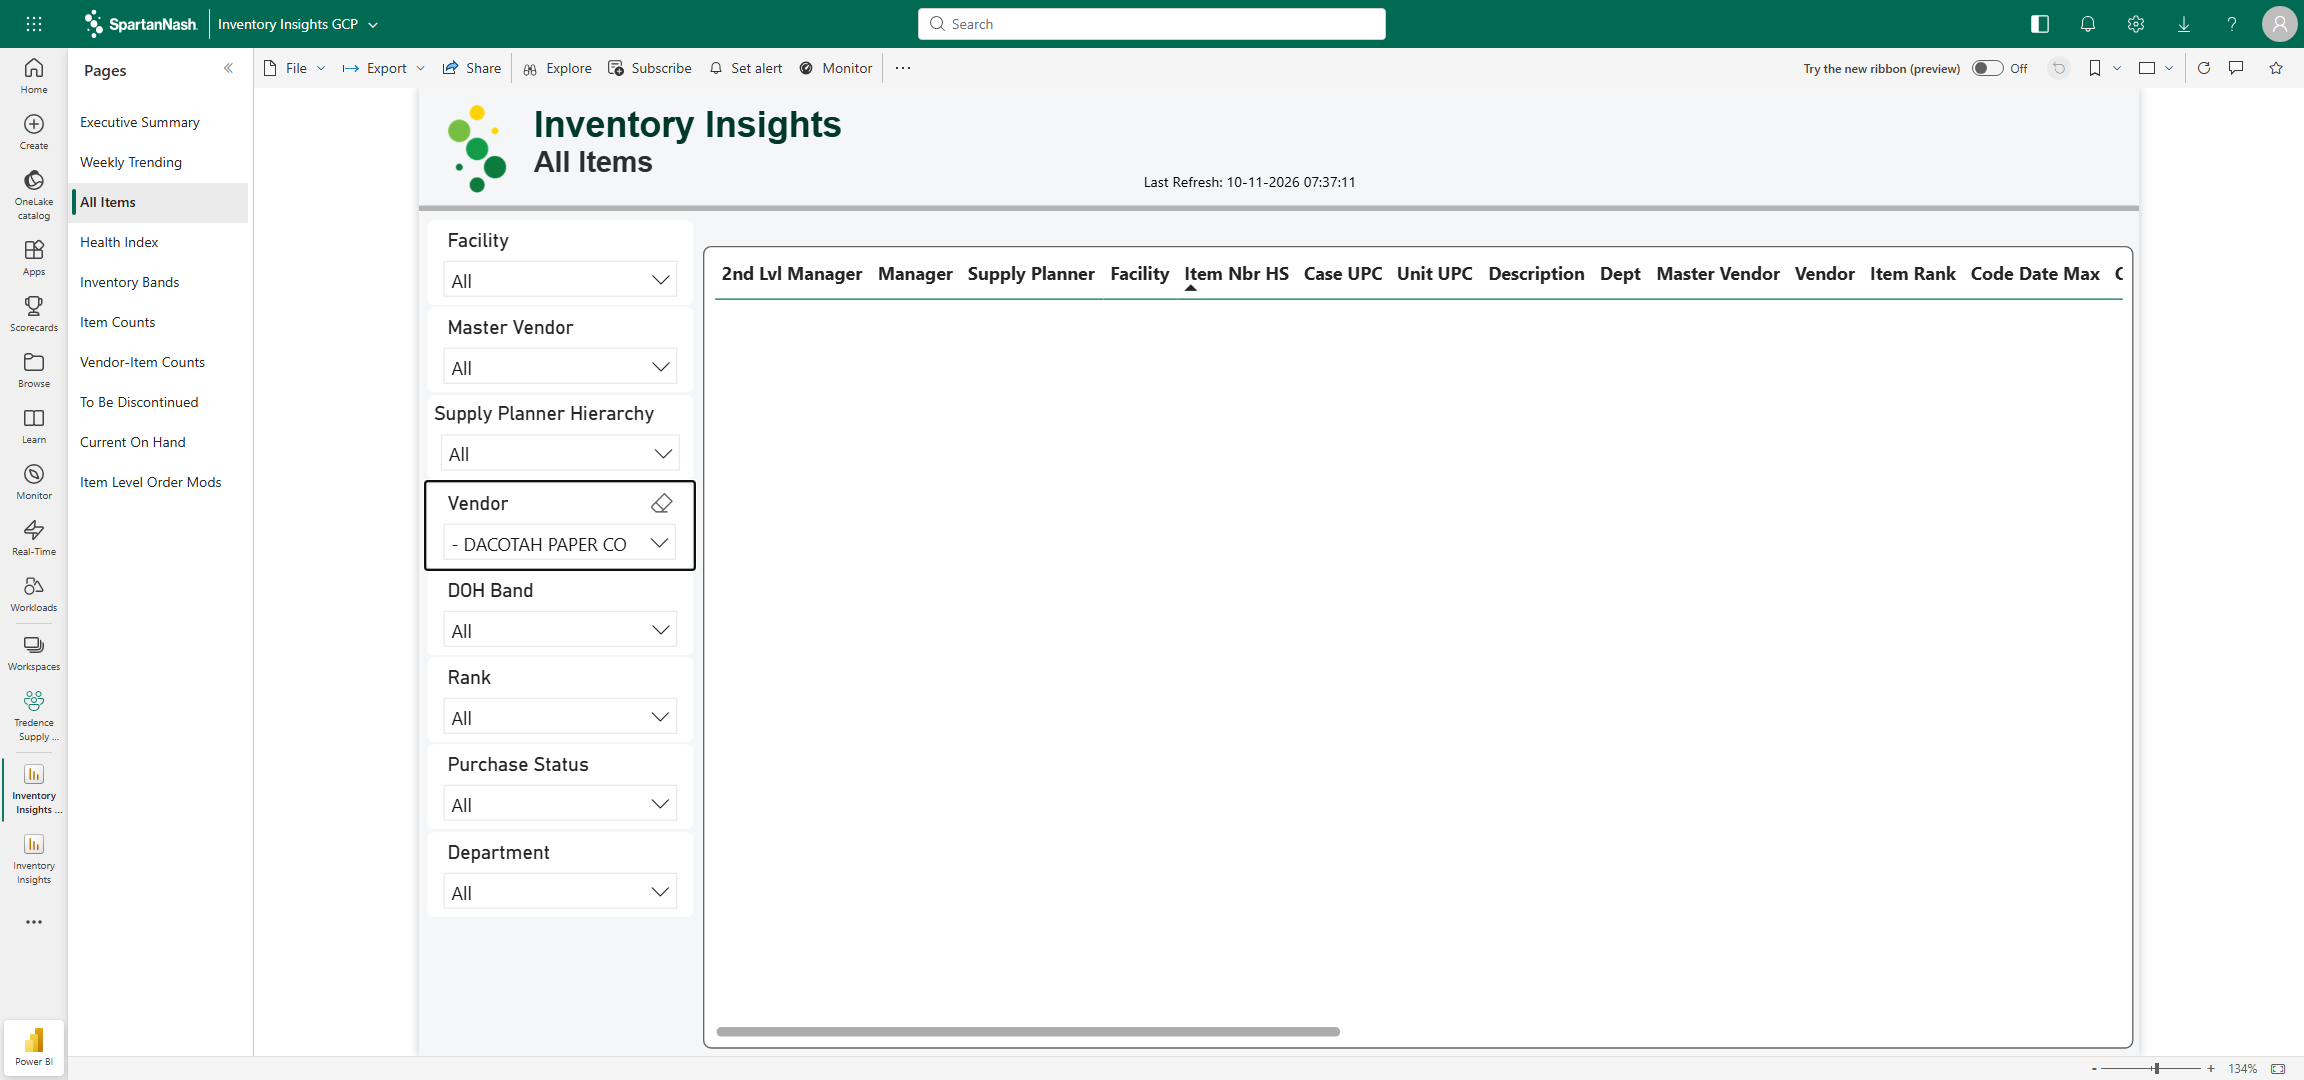 SpartanNash
Inventory Insights GCP
Search
Home
Create
OneLake
catalog
Apps
Scorecards
Browse
Learn
Monitor
Real-Time
Workloads
Workspaces
Tredence
Supply ...
Inventory
Insights ...
Inventory
Insights
Power BI
Pages
Executive Summary
Weekly Trending
All Items
Health Index
Inventory Bands
Item Counts
Vendor-Item Counts
To Be Discontinued
Current On Hand
Item Level Order Mods
File Export Share Explore Subscribe Set alert Monitor
Try the new ribbon (preview) Off
Inventory Insights
All Items
Last Refresh: 10-11-2026 07:37:11
Facility
All
Master Vendor
All
Supply Planner Hierarchy
All
Vendor
- DACOTAH PAPER CO
DOH Band
All
Rank
All
Purchase Status
All
Department
All
2nd Lvl Manager Manager Supply Planner Facility Item Nbr HS Case UPC Unit UPC Description Dept Master Vendor Vendor Item Rank Code Date Max
- + 134%